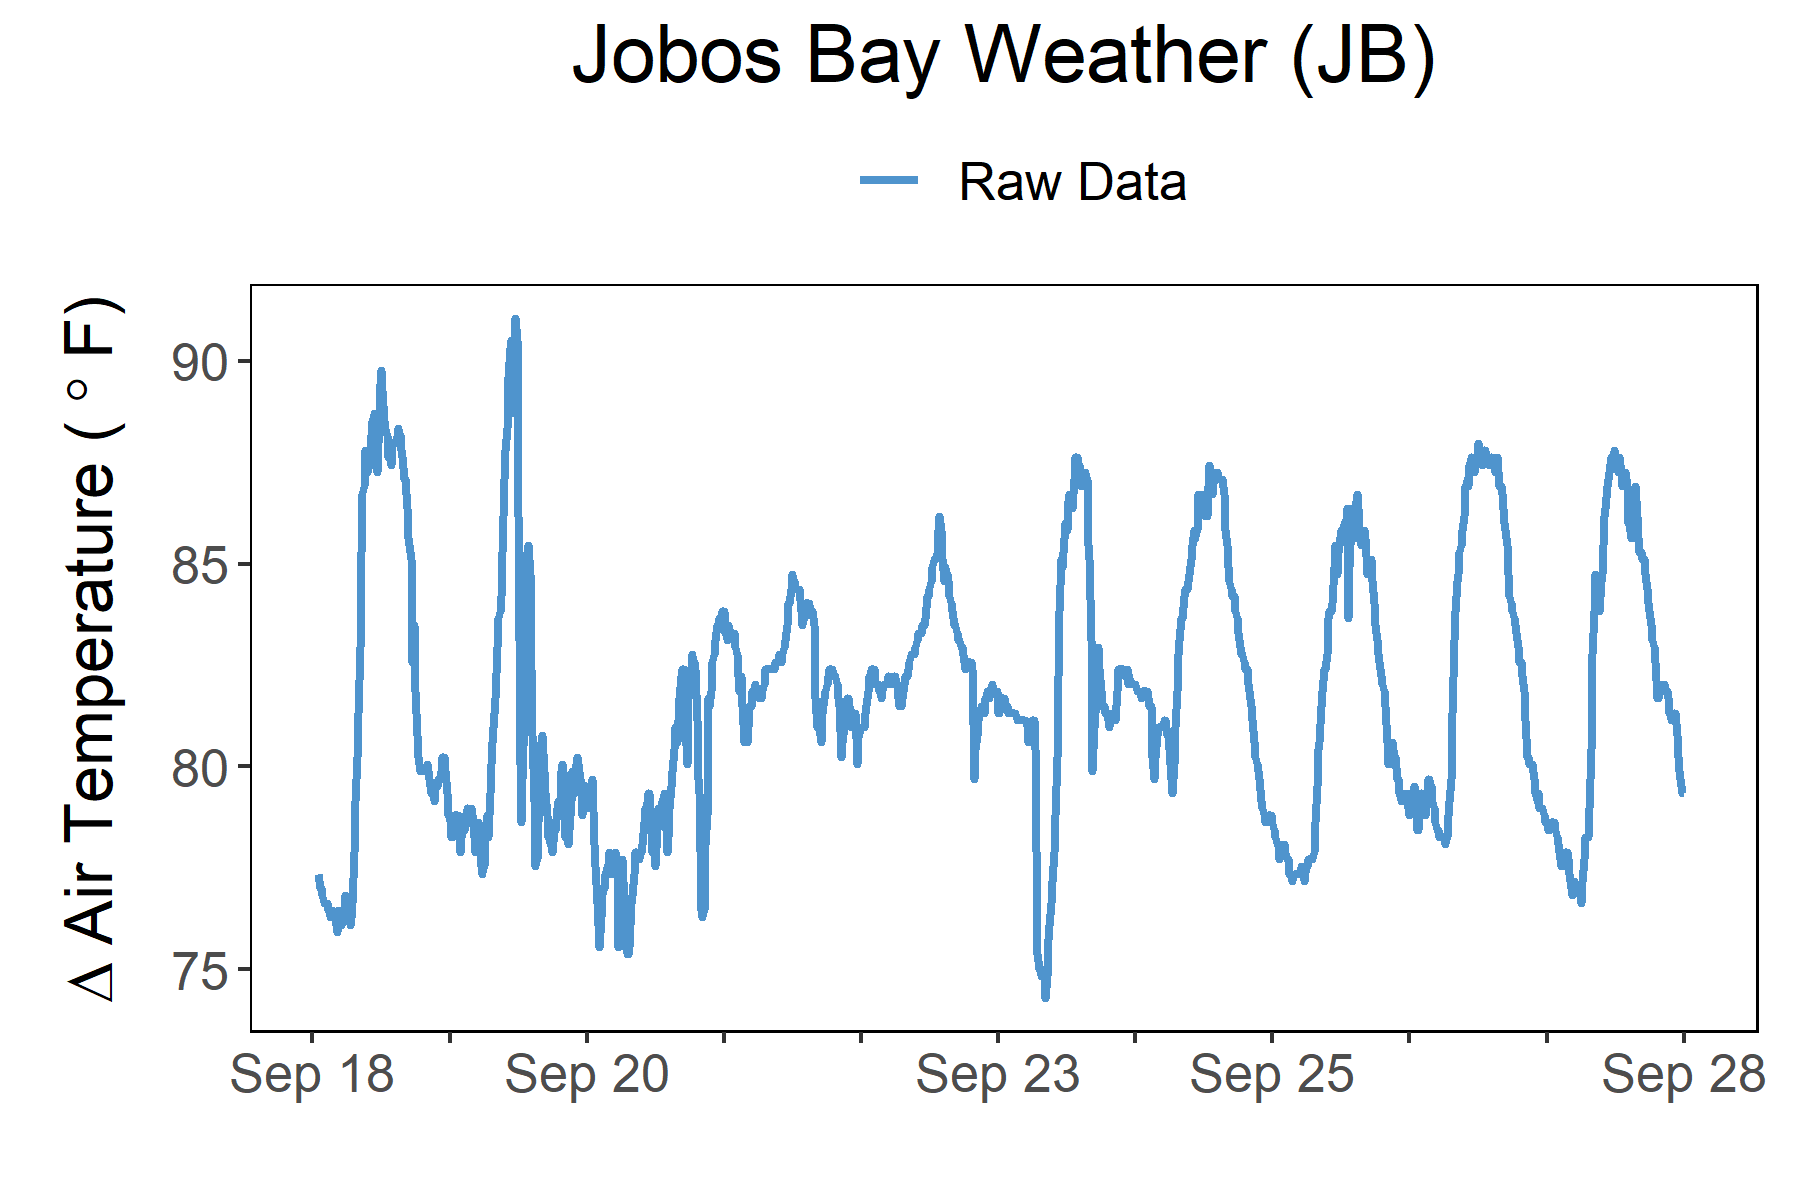 Jobos Bay Weather (JB)
Raw Data
Δ Air Temperature ( ° F)
90
85
80
75
Sep 18
Sep 20
Sep 23
Sep 25
Sep 28